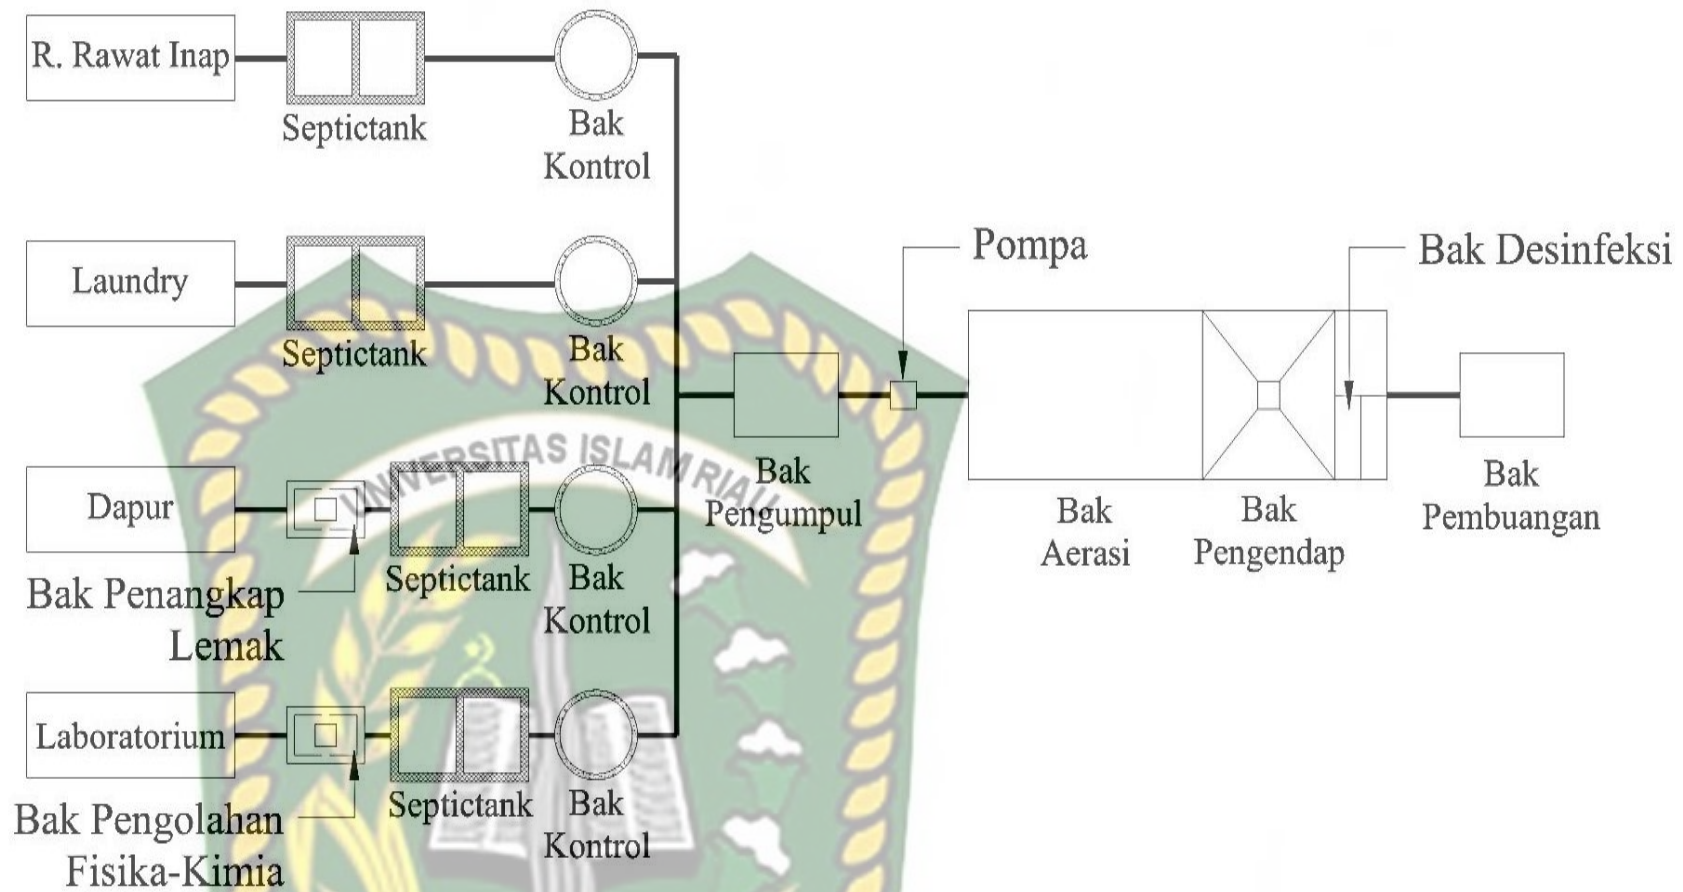 R. Rawat Inap
Septictank
Bak
Kontrol
Laundry
Septictank
Bak
Kontrol
Dapur
Bak Penangkap
Lemak
Septictank
Bak
Kontrol
Laboratorium
Bak Pengolahan
Fisika-Kimia
Septictank
Bak
Kontrol
Bak
Pengumpul
Pompa
Bak
Aerasi
Bak
Pengendap
Bak Desinfeksi
Bak
Pembuangan
UNIVERSITAS ISLAM RIAU